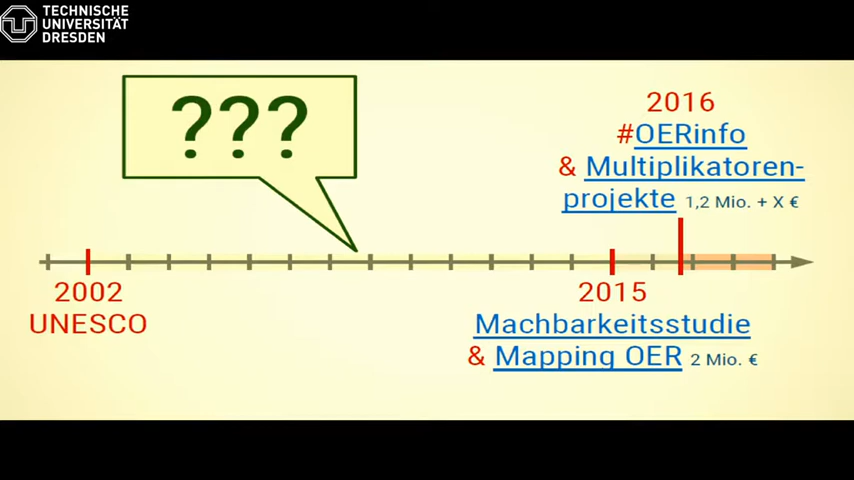 TECHNISCHE
UNIVERSITÄT
DRESDEN
???
2016
#OERinfo
& Multiplikatoren-
projekte 1,2 Mio. + X €
2002
UNESCO
2015
Machbarkeitsstudie
& Mapping OER 2 Mio. €